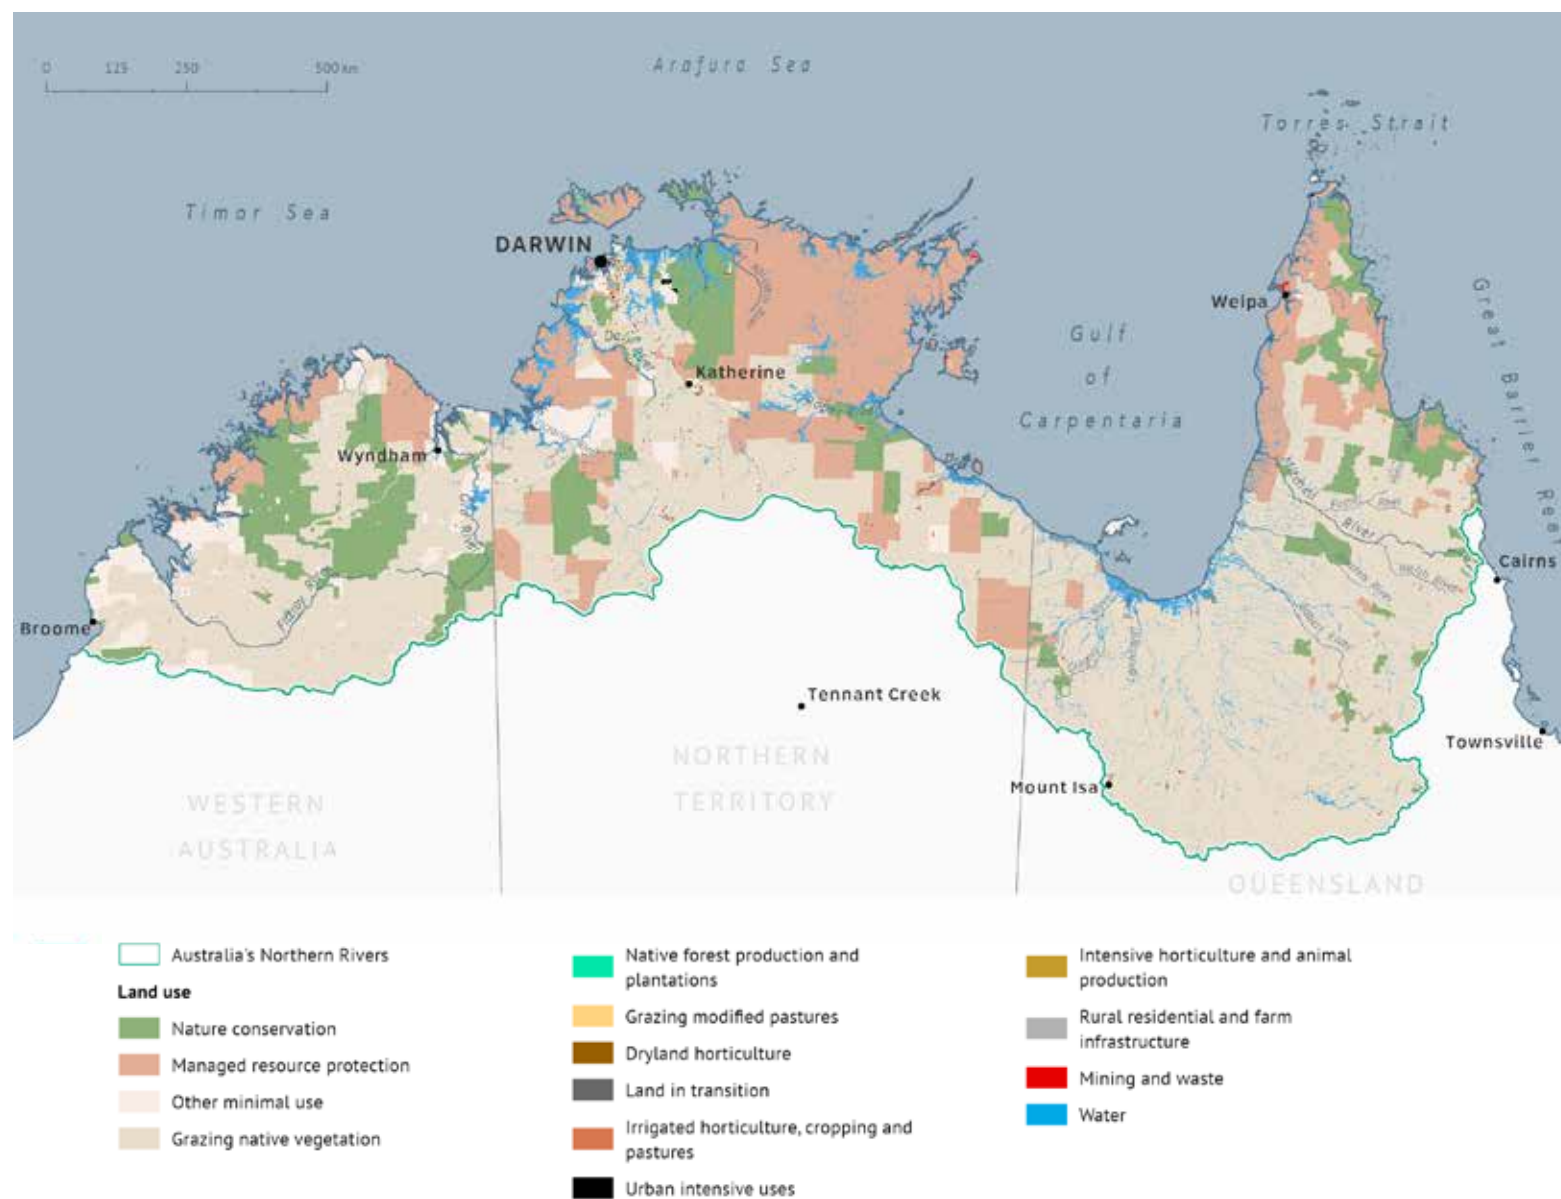 0 125 250 500 km
Arafura Sea
Torres Strait
Timor Sea
DARWIN
Great Barrier Reef
Weipa
Gulf
of
Carpentaria
Katherine
Wyndham
Mitchell River
Fitzroy River
Cairns
Broome
Tennant Creek
Townsville
NORTHERN
TERRITORY
Mount Isa
WESTERN
AUSTRALIA
QUEENSLAND
Australia's Northern Rivers
Land use
Nature conservation
Managed resource protection
Other minimal use
Grazing native vegetation
Native forest production and
plantations
Grazing modified pastures
Dryland horticulture
Land in transition
Irrigated horticulture, cropping and
pastures
Urban intensive uses
Intensive horticulture and animal
production
Rural residential and farm
infrastructure
Mining and waste
Water